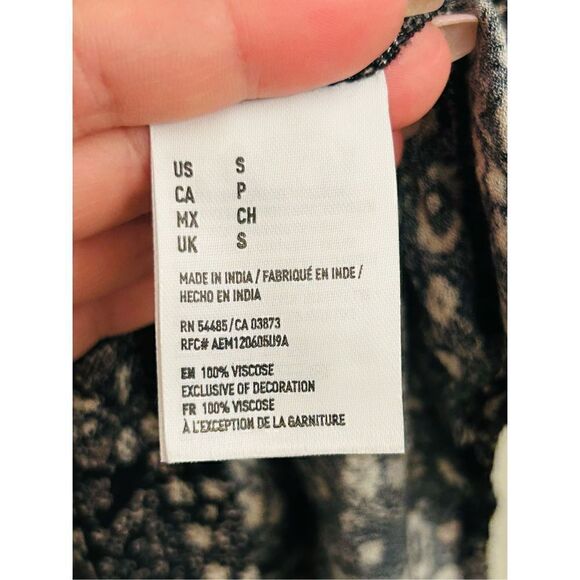 US S
CA P
MX CH
UK S
MADE IN INDIA / FABRIQUÉ EN INDE /
HECHO EN INDIA
RN 54485 / CA 03873
RFC# AEM120605U9A
EN 100% VISCOSE
EXCLUSIVE OF DECORATION
FR 100% VISCOSE
À L'EXCEPTION DE LA GARNITURE